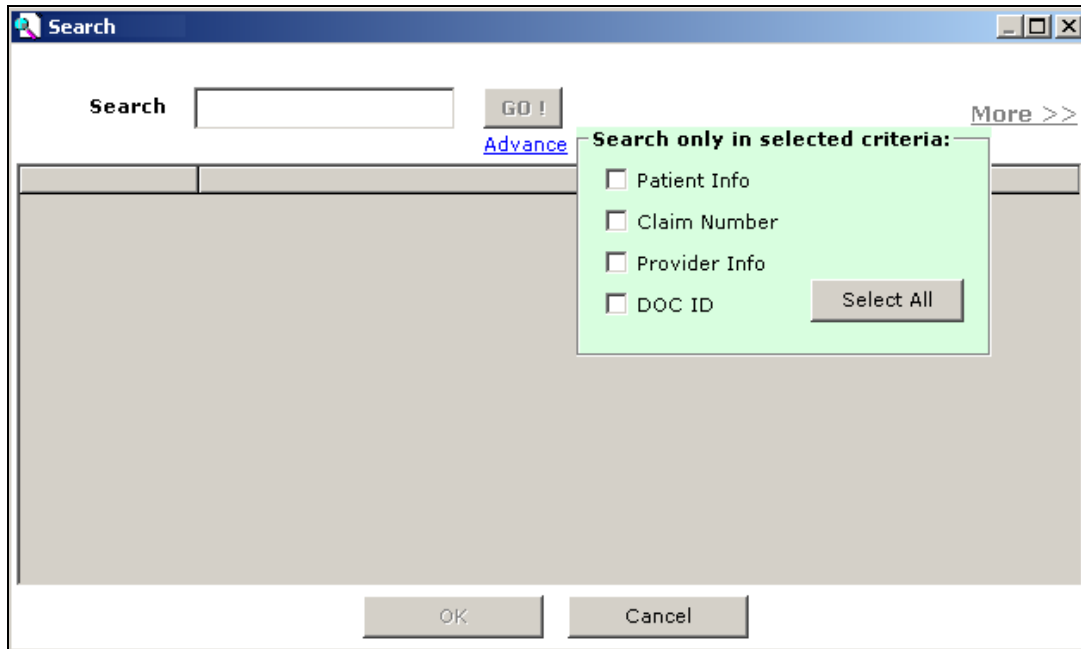 Search
Search
GO !
More >>
Advance
Search only in selected criteria:
Patient Info
Claim Number
Provider Info
DOC ID
Select All
OK
Cancel